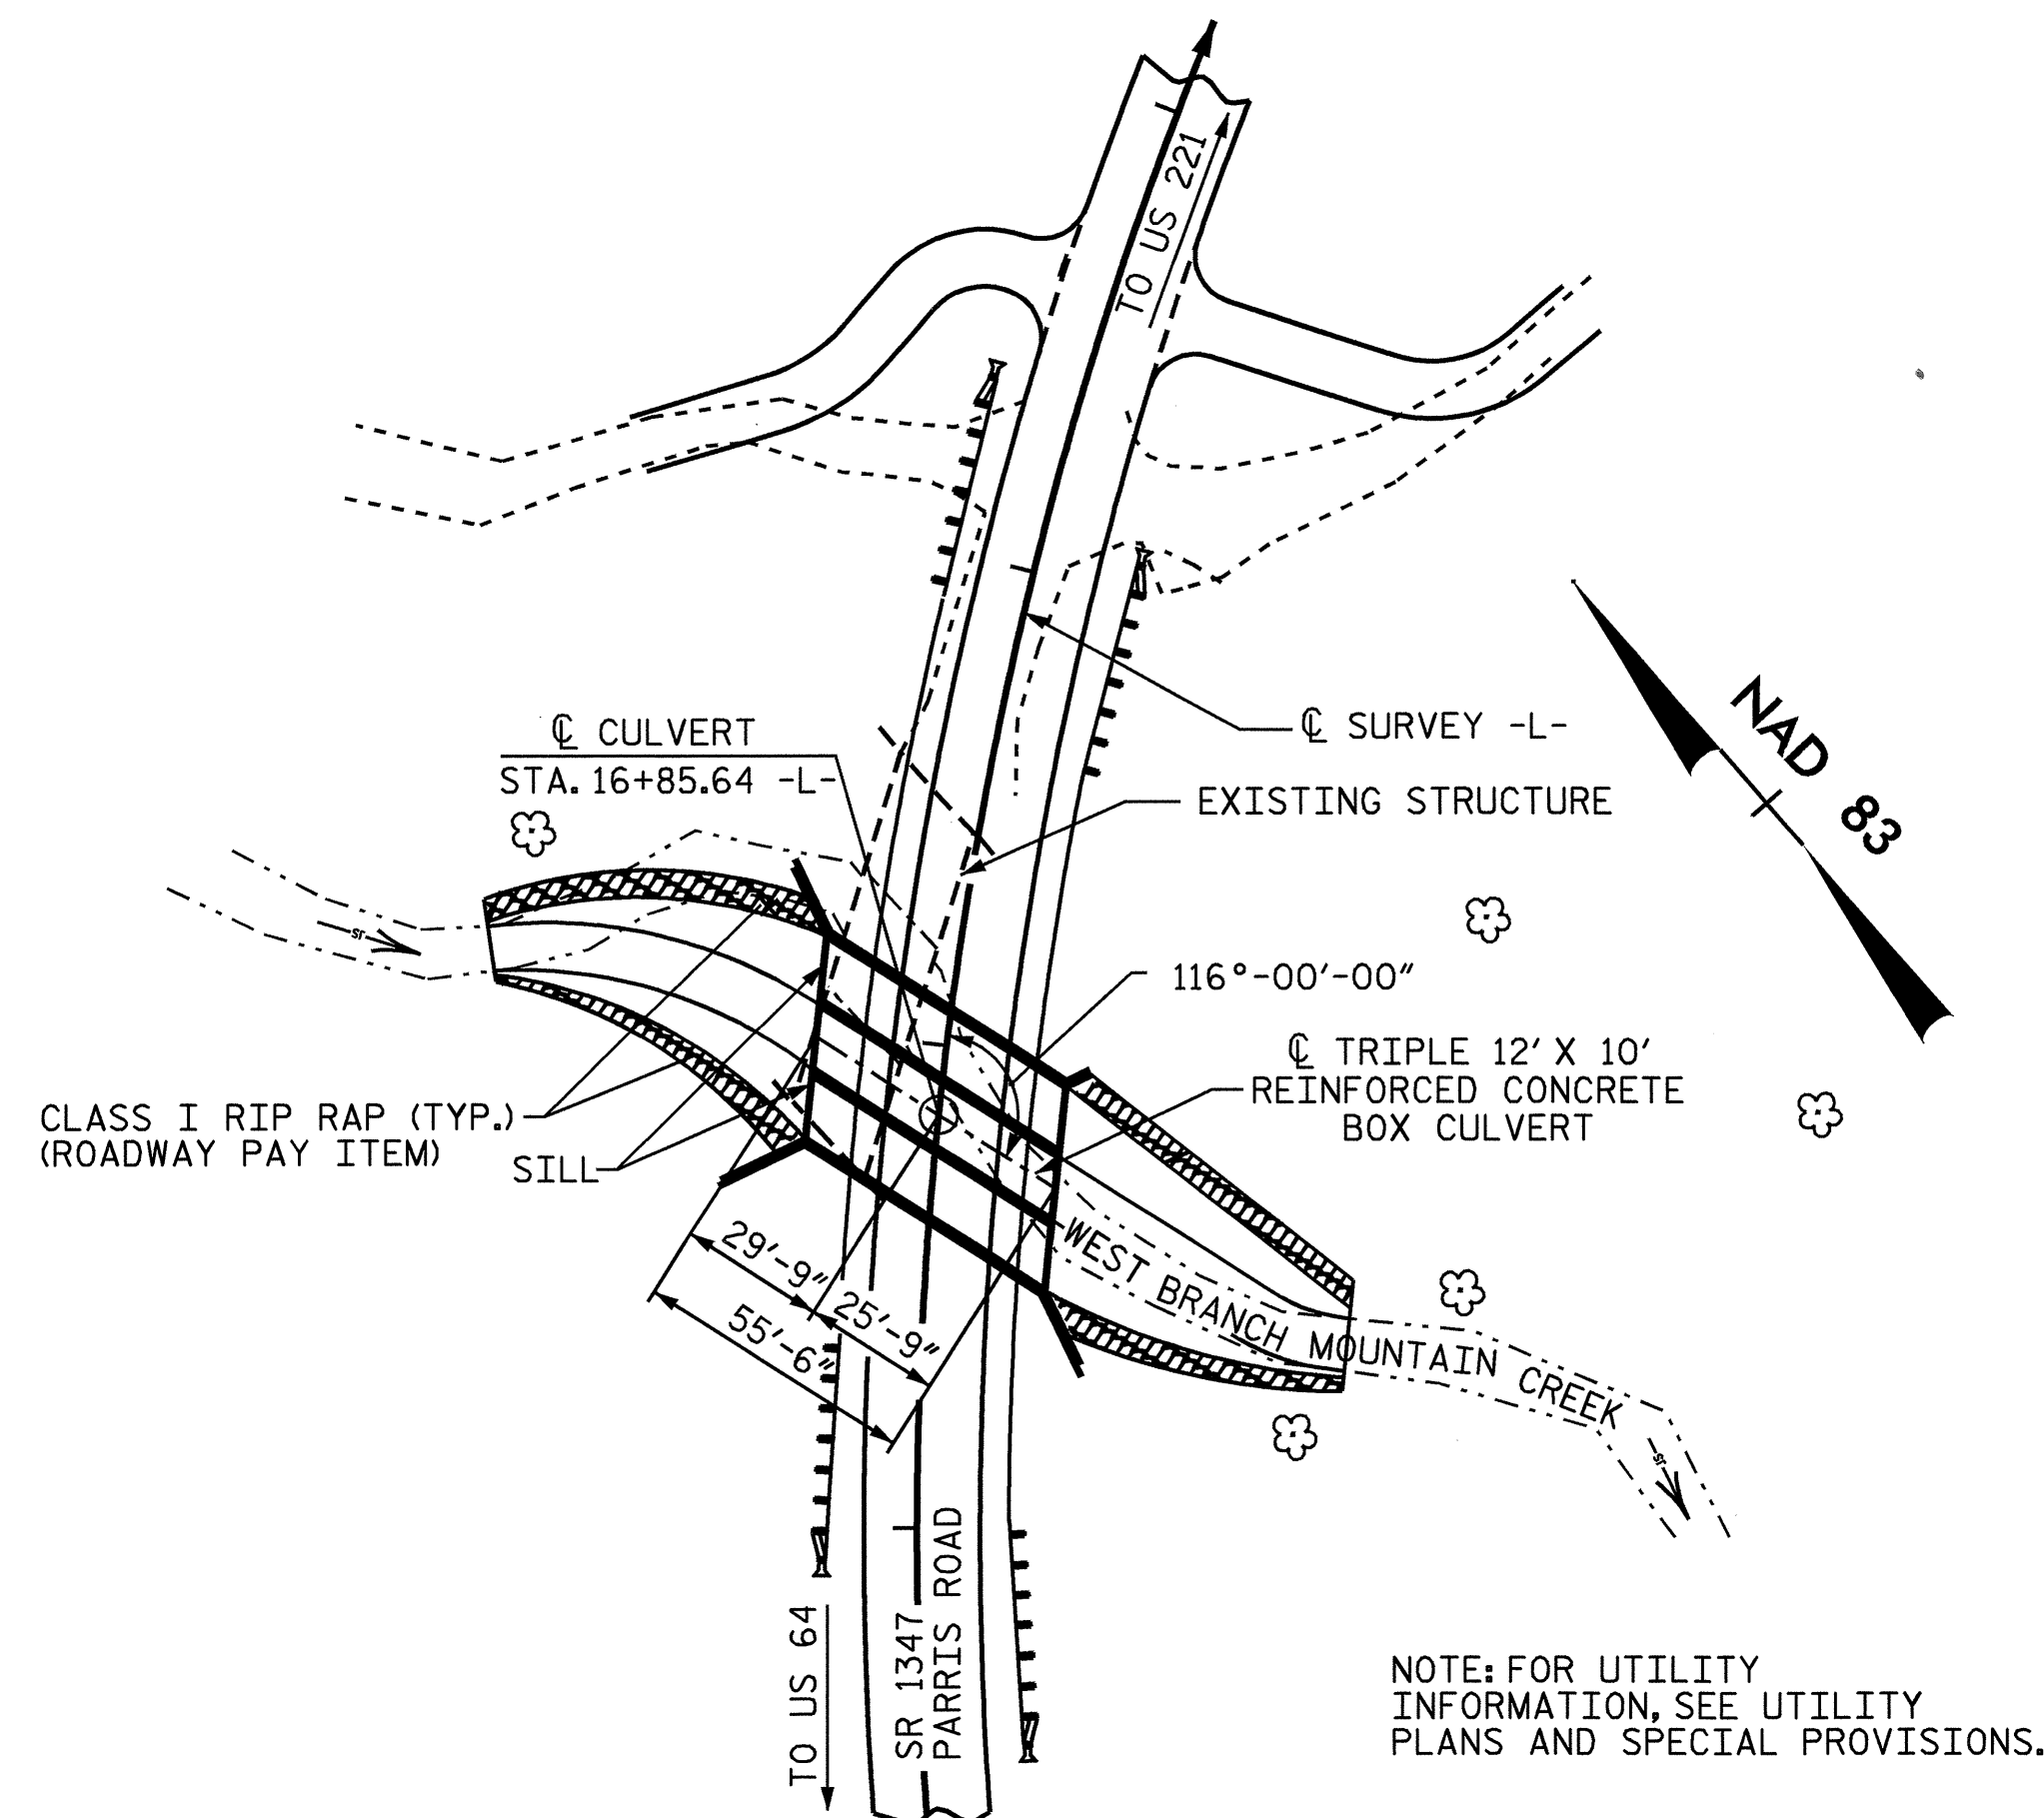 TO US 221
℄ CULVERT
STA. 16+85.64 -L-
℄ SURVEY -L-
NAD 83
EXISTING STRUCTURE
116°-00'-00"
℄ TRIPLE 12' X 10'
REINFORCED CONCRETE
BOX CULVERT
CLASS I RIP RAP (TYP.)
(ROADWAY PAY ITEM)
SILL
29'-9"
25'-9"
55'-6"
WEST BRANCH MOUNTAIN CREEK
TO US 64
SR 1347
PARRIS ROAD
NOTE: FOR UTILITY
INFORMATION, SEE UTILITY
PLANS AND SPECIAL PROVISIONS.